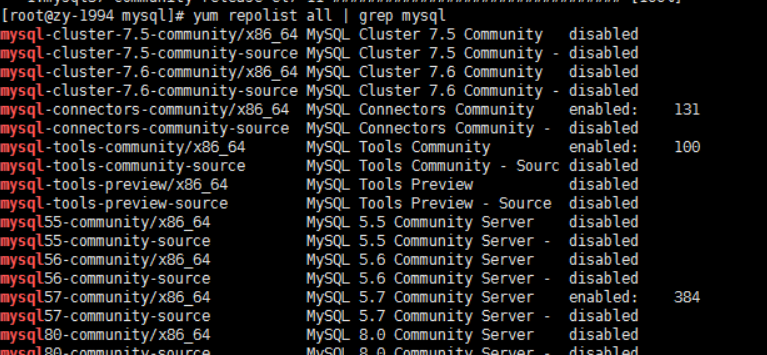 [root@zy-1994 mysql]# yum repolist all | grep mysql
mysql-cluster-7.5-community/x86_64 MySQL Cluster 7.5 Community disabled
mysql-cluster-7.5-community-source MySQL Cluster 7.5 Community - disabled
mysql-cluster-7.6-community/x86_64 MySQL Cluster 7.6 Community disabled
mysql-cluster-7.6-community-source MySQL Cluster 7.6 Community - disabled
mysql-connectors-community/x86_64 MySQL Connectors Community enabled: 131
mysql-connectors-community-source MySQL Connectors Community - disabled
mysql-tools-community/x86_64 MySQL Tools Community enabled: 100
mysql-tools-community-source MySQL Tools Community - Sourc disabled
mysql-tools-preview/x86_64 MySQL Tools Preview disabled
mysql-tools-preview-source MySQL Tools Preview - Source disabled
mysql55-community/x86_64 MySQL 5.5 Community Server disabled
mysql55-community-source MySQL 5.5 Community Server - disabled
mysql56-community/x86_64 MySQL 5.6 Community Server disabled
mysql56-community-source MySQL 5.6 Community Server - disabled
mysql57-community/x86_64 MySQL 5.7 Community Server enabled: 384
mysql57-community-source MySQL 5.7 Community Server - disabled
mysql80-community/x86_64 MySQL 8.0 Community Server disabled
mysql80-community-source MySQL 8.0 Community Server - disabled